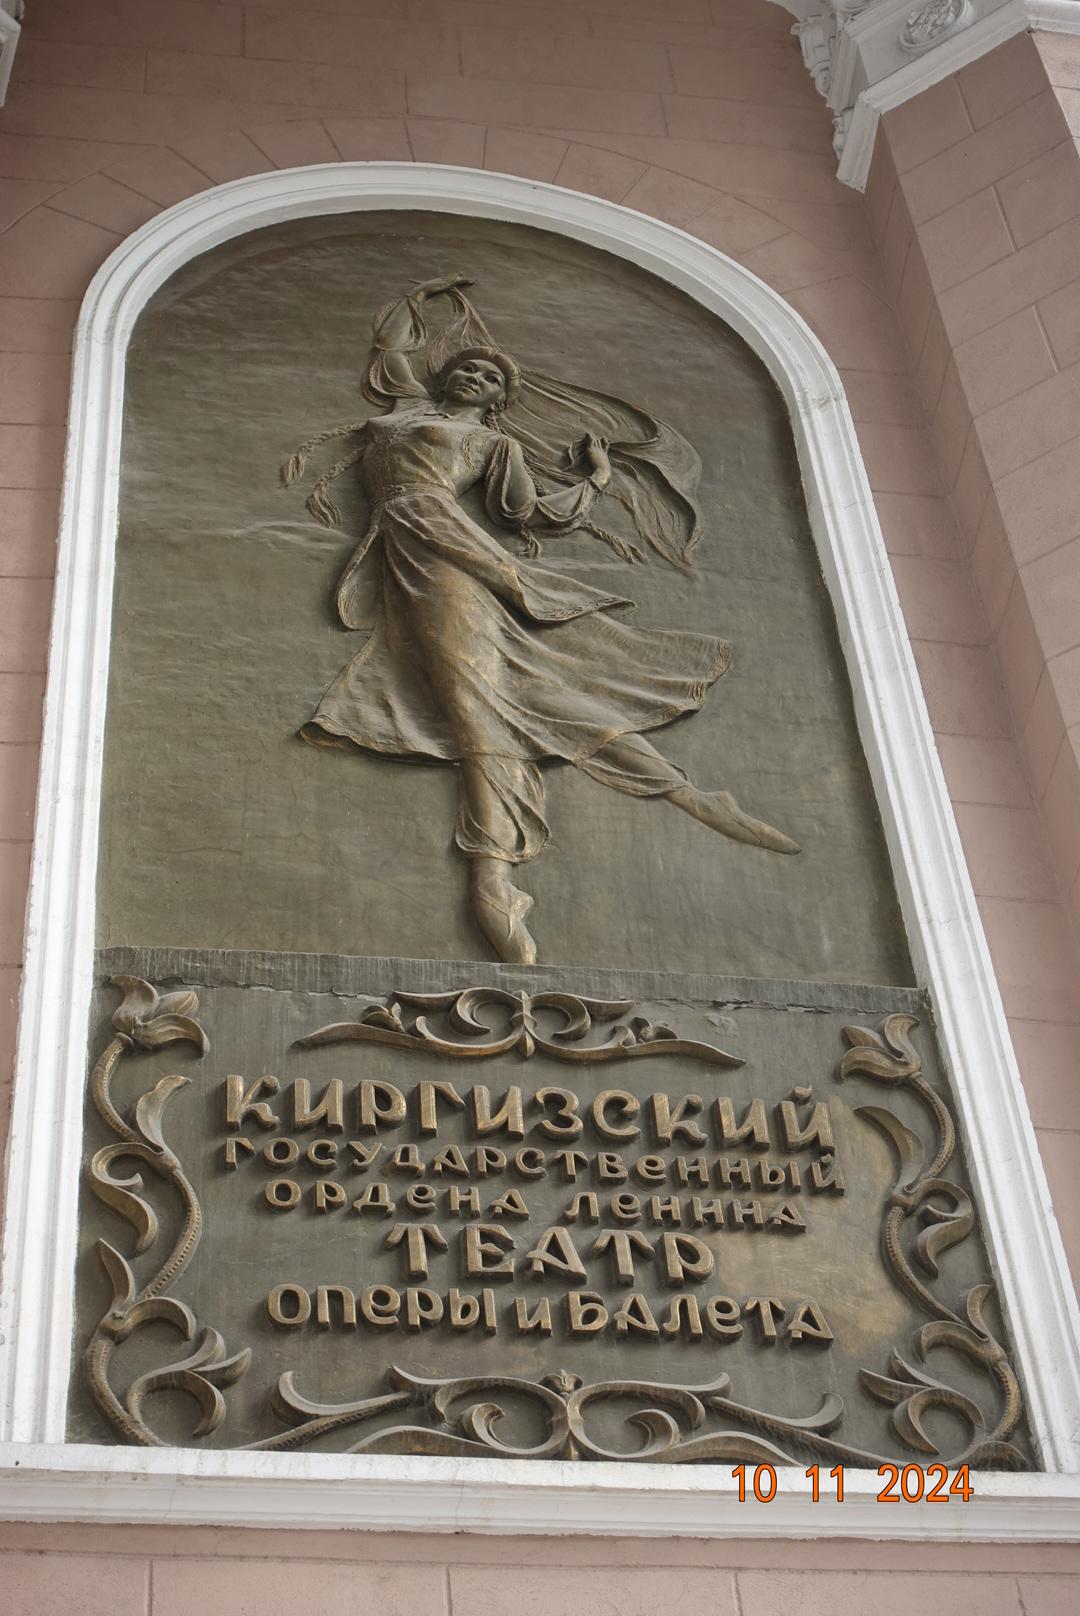 КИРГИЗСКИЙ
ГОСУДАРСТВЕННЫЙ
ОРДЕНА ЛЕНИНА
ТЕАТР
ОПЕРЫ И БАЛЕТА
10 11 2024